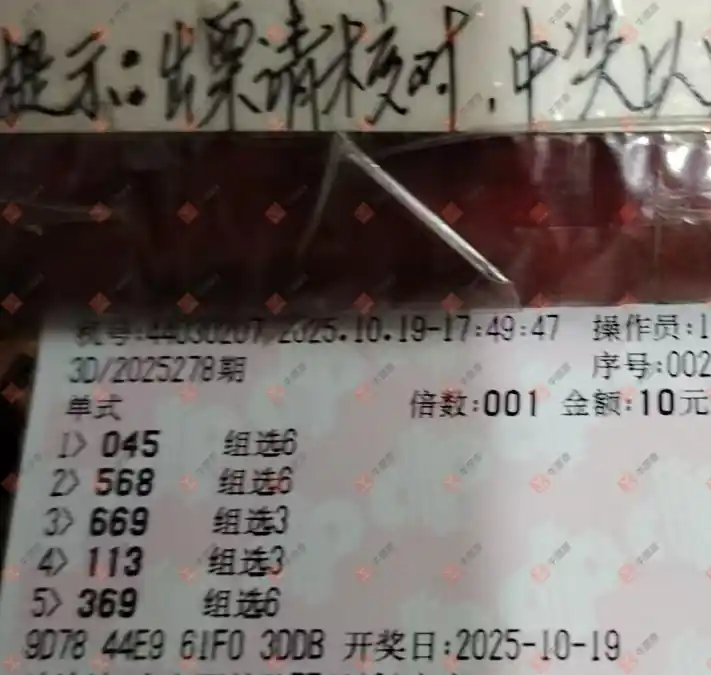 提示:出票请核对,中奖以
机号:44030207 2025.10.19-17:49:47 操作员:1
3D/2025278期 序号:002
单式 倍数:001 金额:10元
1> 045 组选6
2> 568 组选6
3> 669 组选3
4> 113 组选3
5> 369 组选6
9D78 44E9 61F0 3DDB 开奖日:2025-10-19